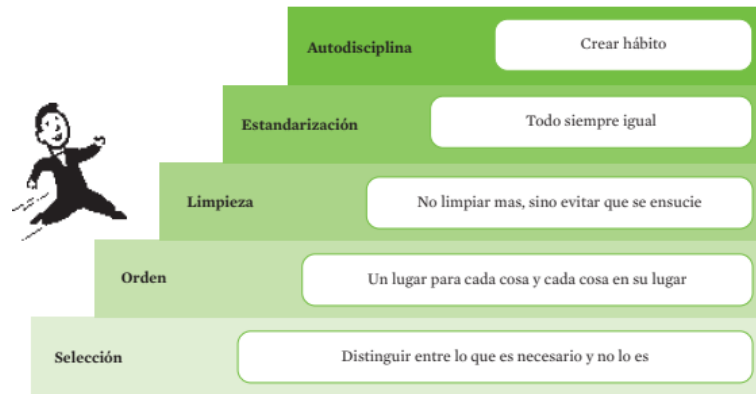 Autodisciplina
Crear hábito
Estandarización
Todo siempre igual
Limpieza
No limpiar mas, sino evitar que se ensucie
Orden
Un lugar para cada cosa y cada cosa en su lugar
Selección
Distinguir entre lo que es necesario y no lo es